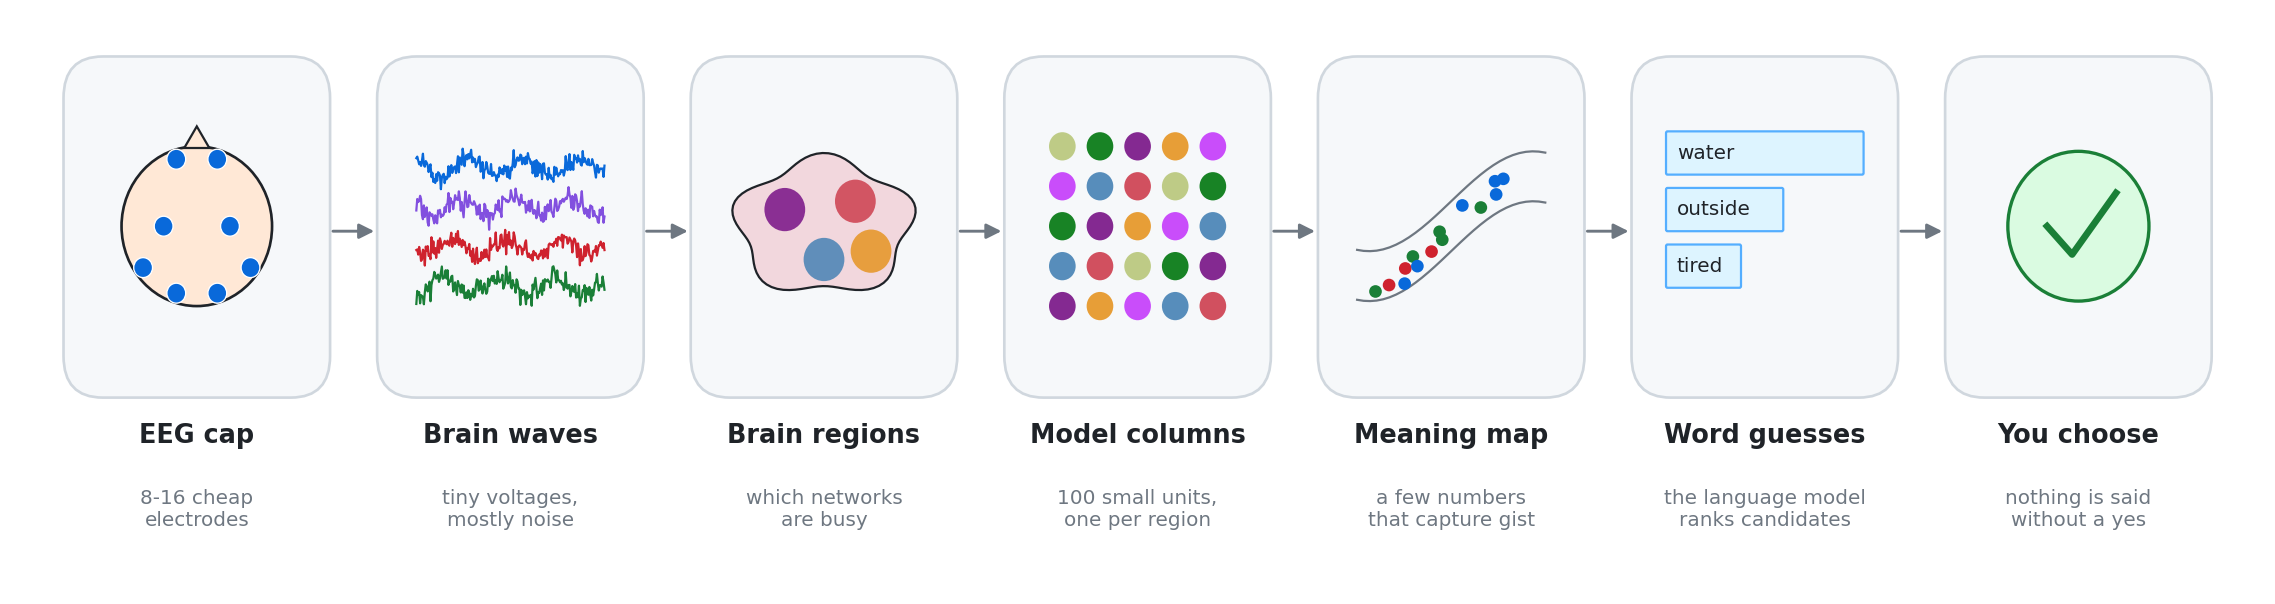 water
outside
tired
EEG cap
Brain waves
Brain regions
Model columns
Meaning map
Word guesses
You choose
8-16 cheap
electrodes
tiny voltages,
mostly noise
which networks
are busy
100 small units,
one per region
a few numbers
that capture gist
the language model
ranks candidates
nothing is said
without a yes